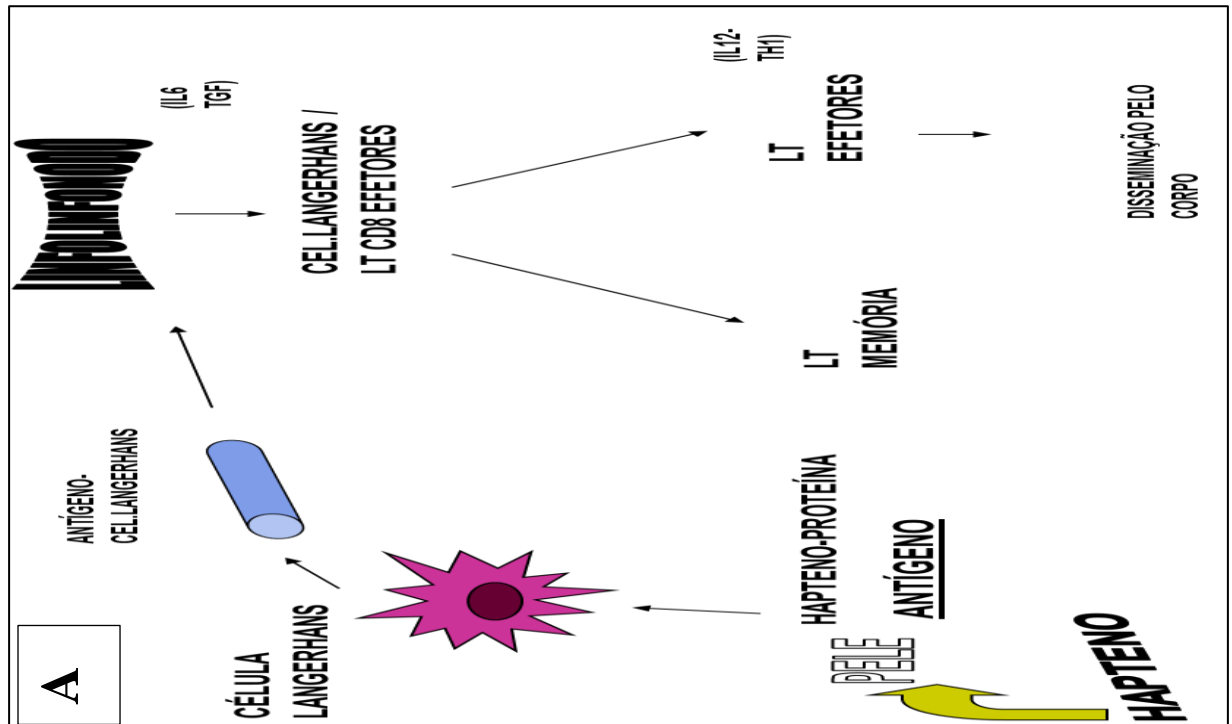 A
ANTÍGENO-
CEL.LANGERHANS
LINFOLINFONODO
(IL6
TGF)
CÉLULA
LANGERHANS
CEL.LANGERHANS /
LT CD8 EFETORES
(IL12-
TH1)
HAPTENO-PROTEÍNA
ANTÍGENO
PELE
LT
MEMÓRIA
LT
EFETORES
HAPTENO
DISSEMINAÇÃO PELO
CORPO